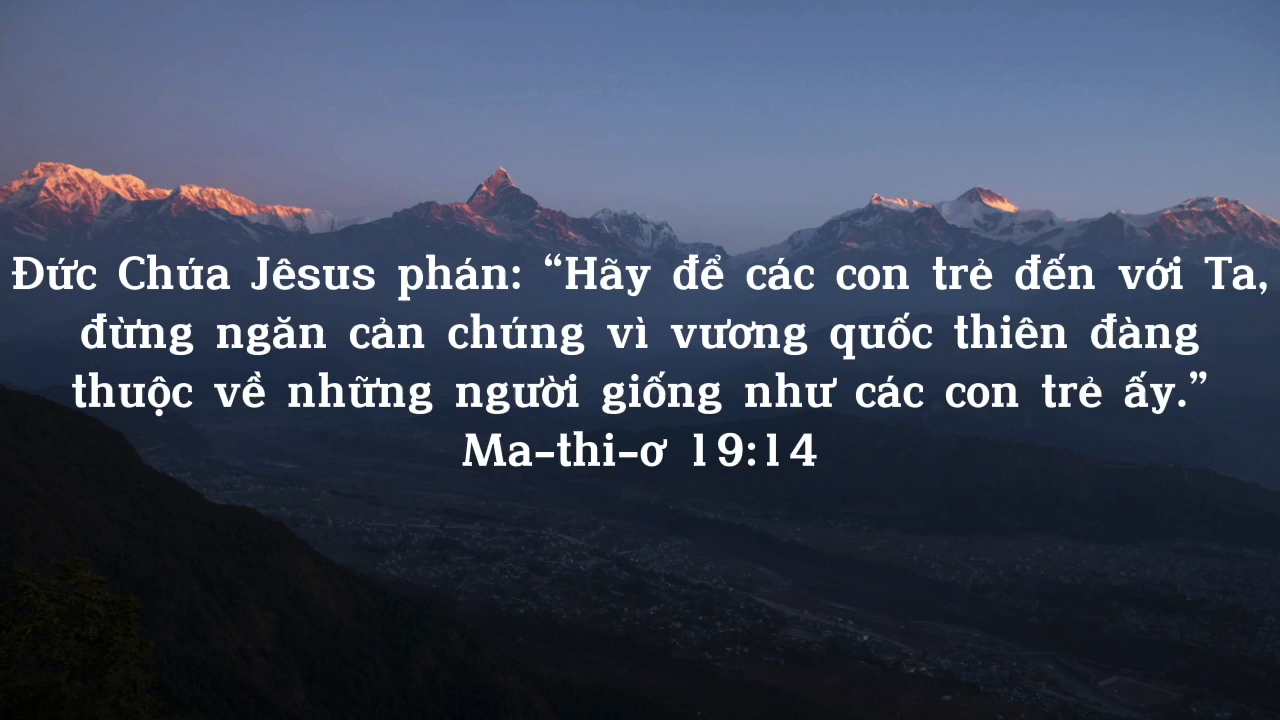 Đức Chúa Jêsus phán: “Hãy để các con trẻ đến với Ta,
đừng ngăn cản chúng vì vương quốc thiên đàng
thuộc về những người giống như các con trẻ ấy.”
Ma-thi-ơ 19:14